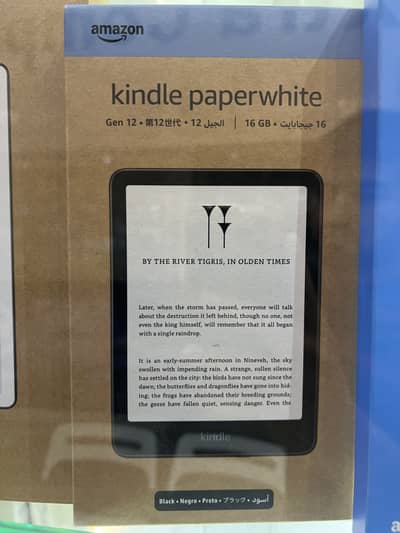 amazon
kindle paperwhite
Gen 12 • 第12世代 • الجيل 12 | 16 GB • 16 جيجابايت
BY THE RIVER TIGRIS, IN OLDEN TIMES
Later, when the storm has passed, everyone will talk
about the destruction it left behind, though no one, not
even the king himself, will remember that it all began
with a single raindrop.
It is an early-summer afternoon in Nineveh, the sky
swollen with impending rain. A strange, sullen silence
has settled on the city: the birds have not sung since the
dawn; the butterflies and dragonflies have gone into hid-
ing; the frogs have abandoned their breeding grounds;
the geese have fallen quiet, sensing danger. Even the
kindle
Black • Negro • Preto • ブラック • أسود
a